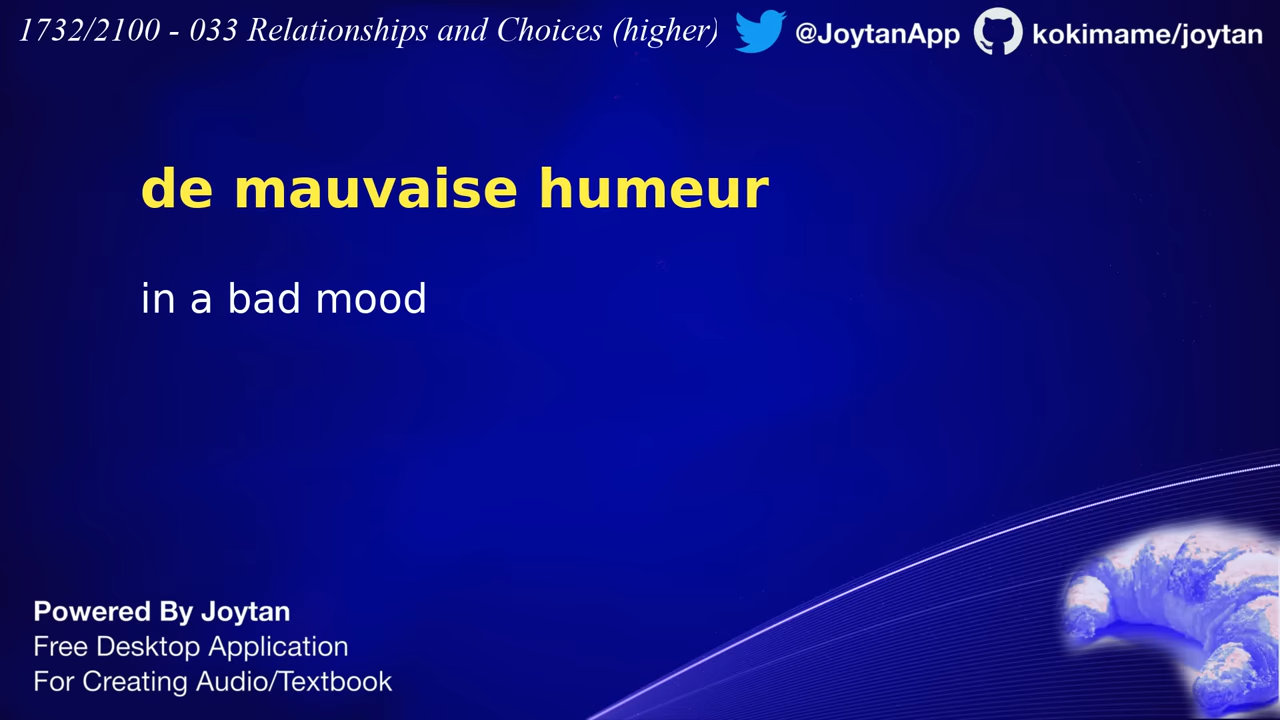 1732/2100 - 033 Relationships and Choices (higher) @JoytanApp kokimame/joytan
de mauvaise humeur
in a bad mood
Powered By Joytan
Free Desktop Application
For Creating Audio/Textbook